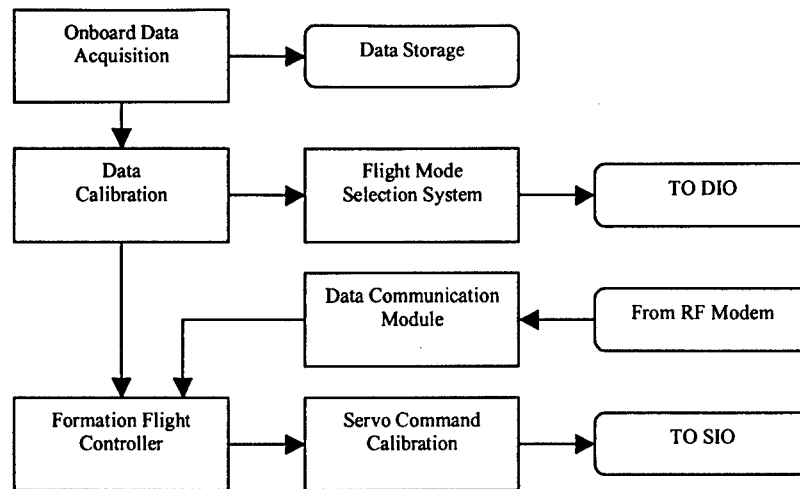 Onboard Data
Acquisition
Data Storage
Data
Calibration
Flight Mode
Selection System
TO DIO
Data Communication
Module
From RF Modem
Formation Flight
Controller
Servo Command
Calibration
TO SIO